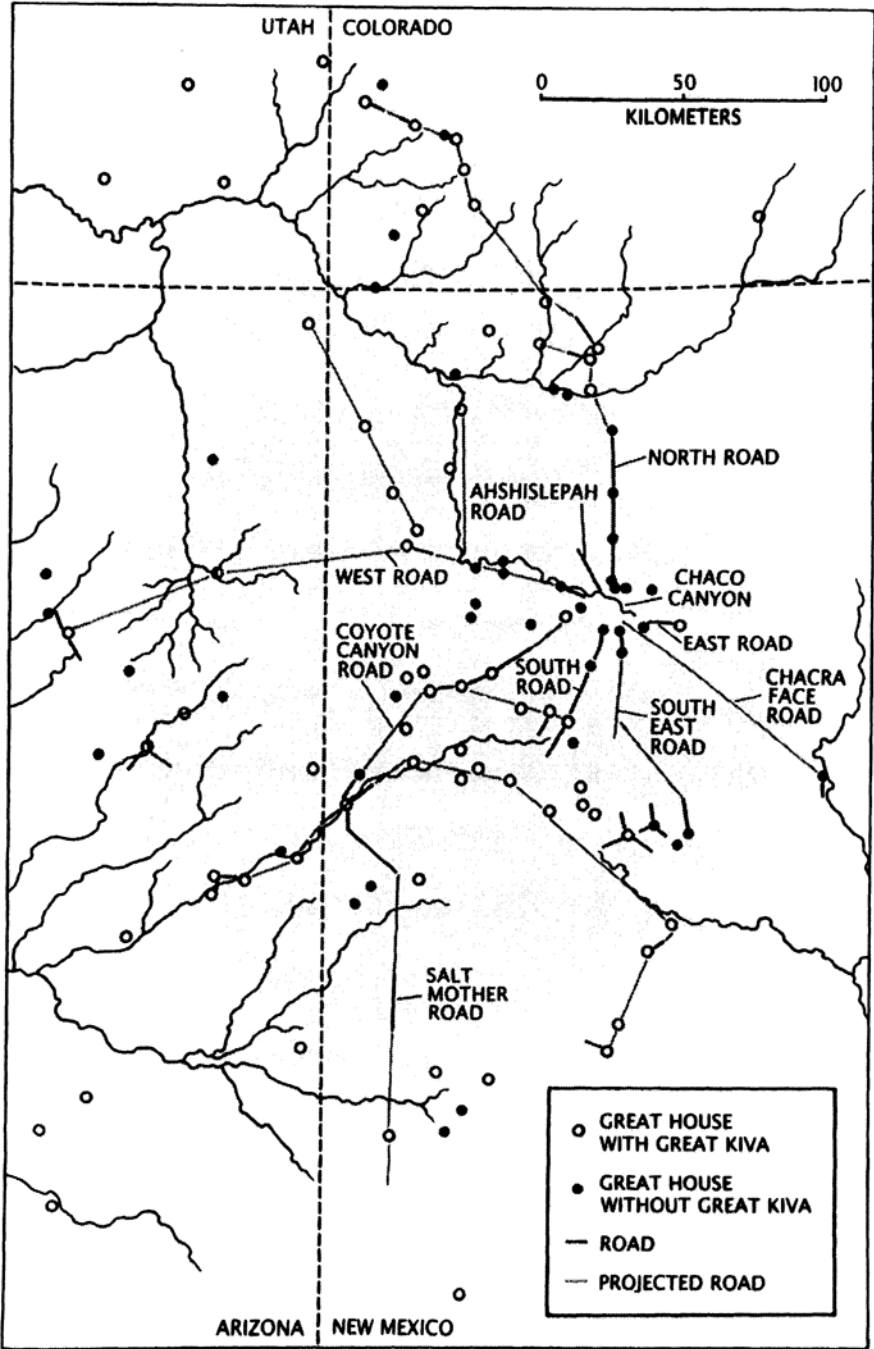 UTAH
COLORADO
0 50 100
KILOMETERS
NORTH ROAD
AHSHISLEPAH
ROAD
WEST ROAD
CHACO
CANYON
EAST ROAD
COYOTE
CANYON
ROAD
SOUTH
ROAD
SOUTH
EAST
ROAD
CHACRA
FACE
ROAD
SALT
MOTHER
ROAD
GREAT HOUSE
WITH GREAT KIVA
GREAT HOUSE
WITHOUT GREAT KIVA
ROAD
PROJECTED ROAD
ARIZONA
NEW MEXICO